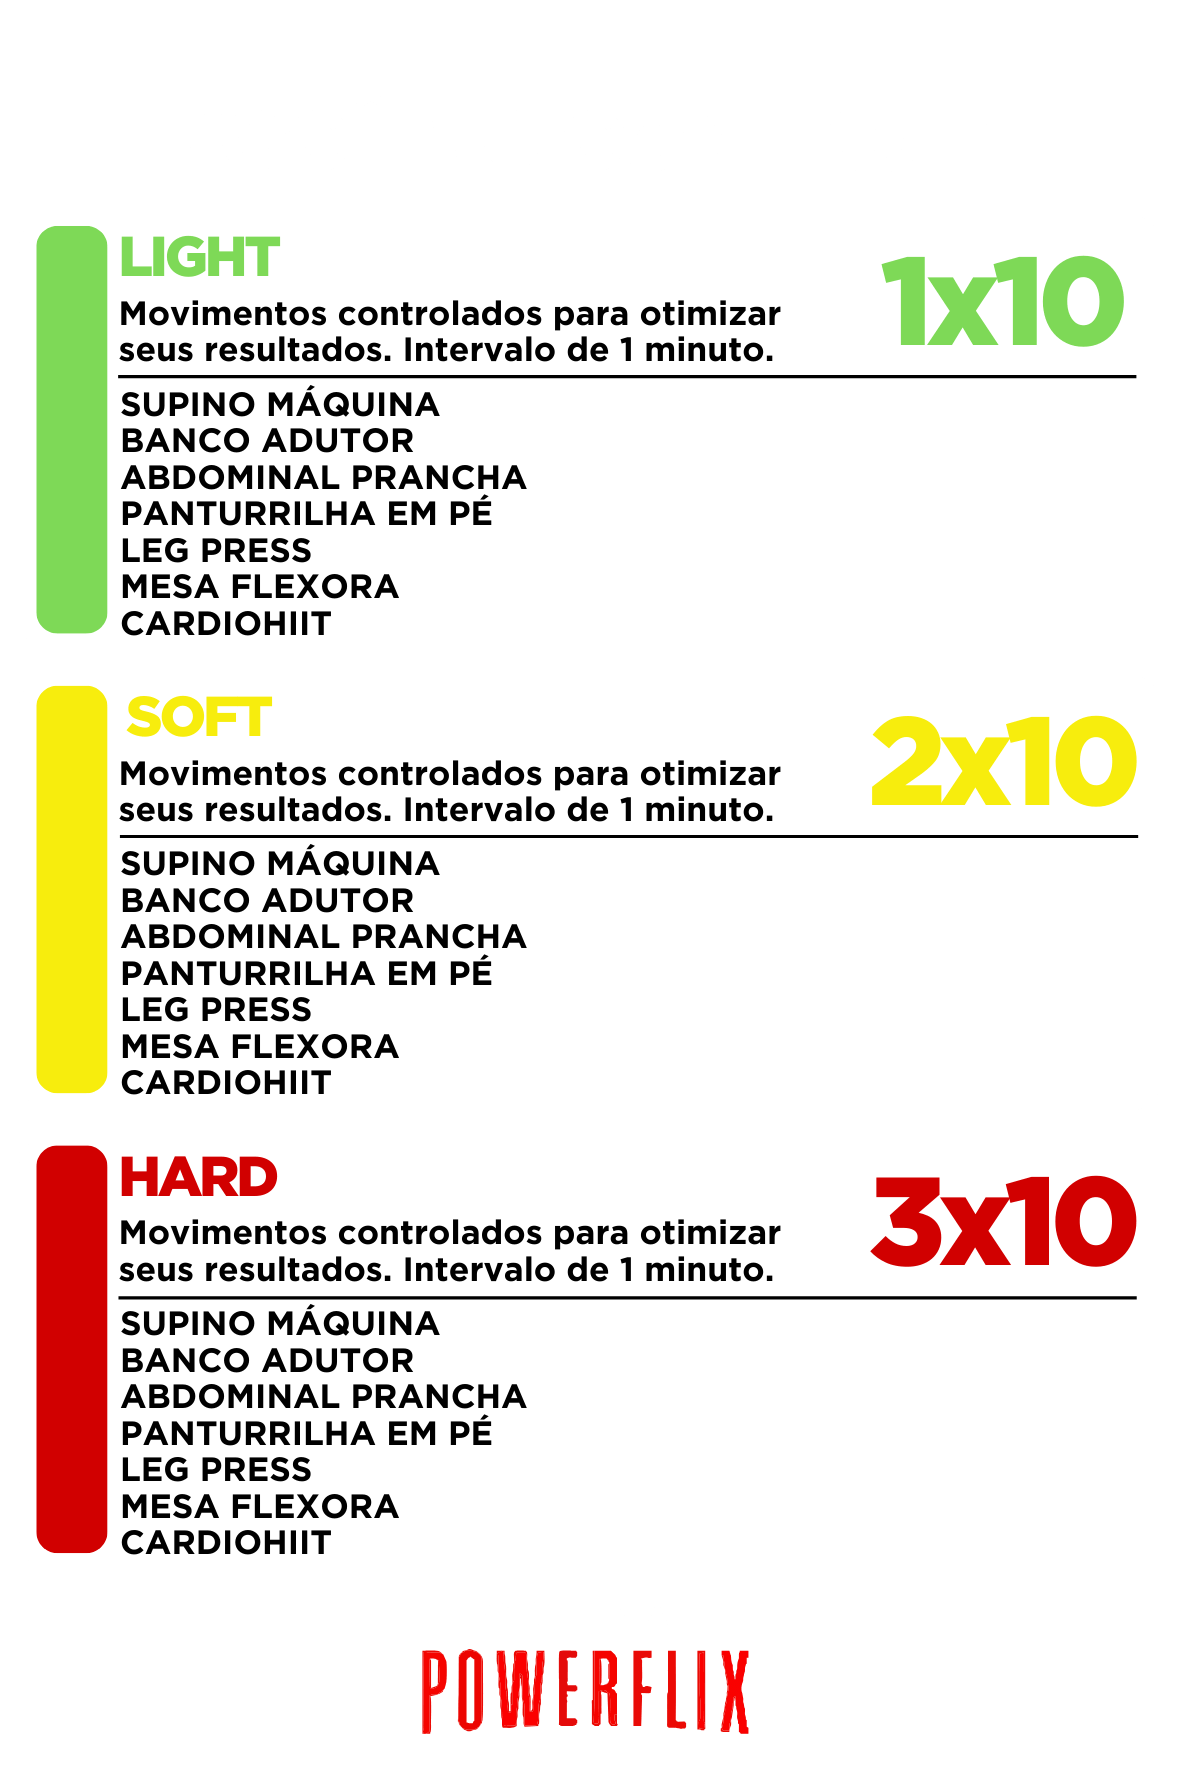 LIGHT
Movimentos controlados para otimizar
seus resultados. Intervalo de 1 minuto.
1x10
SUPINO MÁQUINA
BANCO ADUTOR
ABDOMINAL PRANCHA
PANTURRILHA EM PÉ
LEG PRESS
MESA FLEXORA
CARDIOHIIT
SOFT
Movimentos controlados para otimizar
seus resultados. Intervalo de 1 minuto.
2x10
SUPINO MÁQUINA
BANCO ADUTOR
ABDOMINAL PRANCHA
PANTURRILHA EM PÉ
LEG PRESS
MESA FLEXORA
CARDIOHIIT
HARD
Movimentos controlados para otimizar
seus resultados. Intervalo de 1 minuto.
3x10
SUPINO MÁQUINA
BANCO ADUTOR
ABDOMINAL PRANCHA
PANTURRILHA EM PÉ
LEG PRESS
MESA FLEXORA
CARDIOHIIT
POWERFLIX